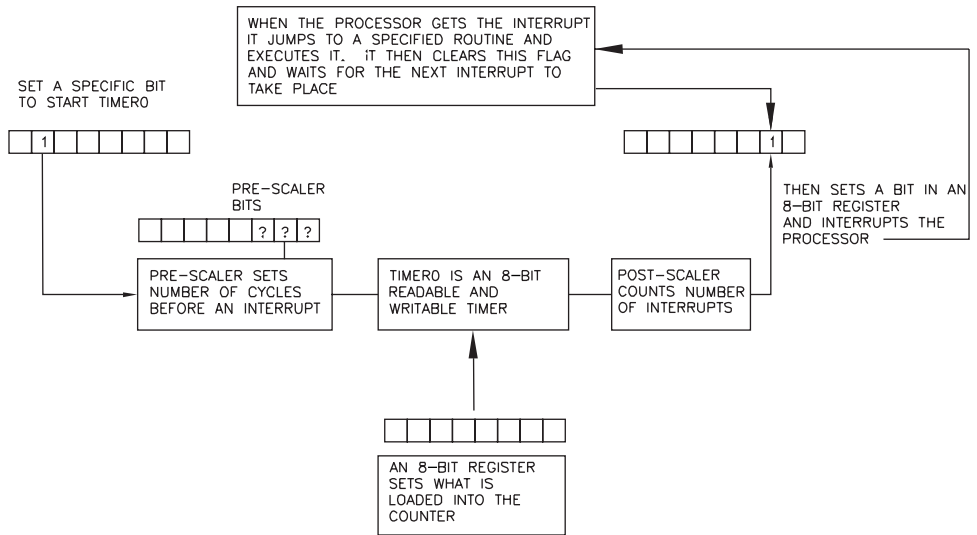 WHEN THE PROCESSOR GETS THE INTERRUPT
IT JUMPS TO A SPECIFIED ROUTINE AND
EXECUTES IT. iT THEN CLEARS THIS FLAG
AND WAITS FOR THE NEXT INTERRUPT TO
TAKE PLACE
SET A SPECIFIC BIT
TO START TIMER0
1
1
PRE-SCALER
BITS
? ? ?
THEN SETS A BIT IN AN
8-BIT REGISTER
AND INTERRUPTS THE
PROCESSOR
PRE-SCALER SETS
NUMBER OF CYCLES
BEFORE AN INTERRUPT
TIMER0 IS AN 8-BIT
READABLE AND
WRITABLE TIMER
POST-SCALER
COUNTS NUMBER
OF INTERRUPTS
AN 8-BIT REGISTER
SETS WHAT IS
LOADED INTO THE
COUNTER